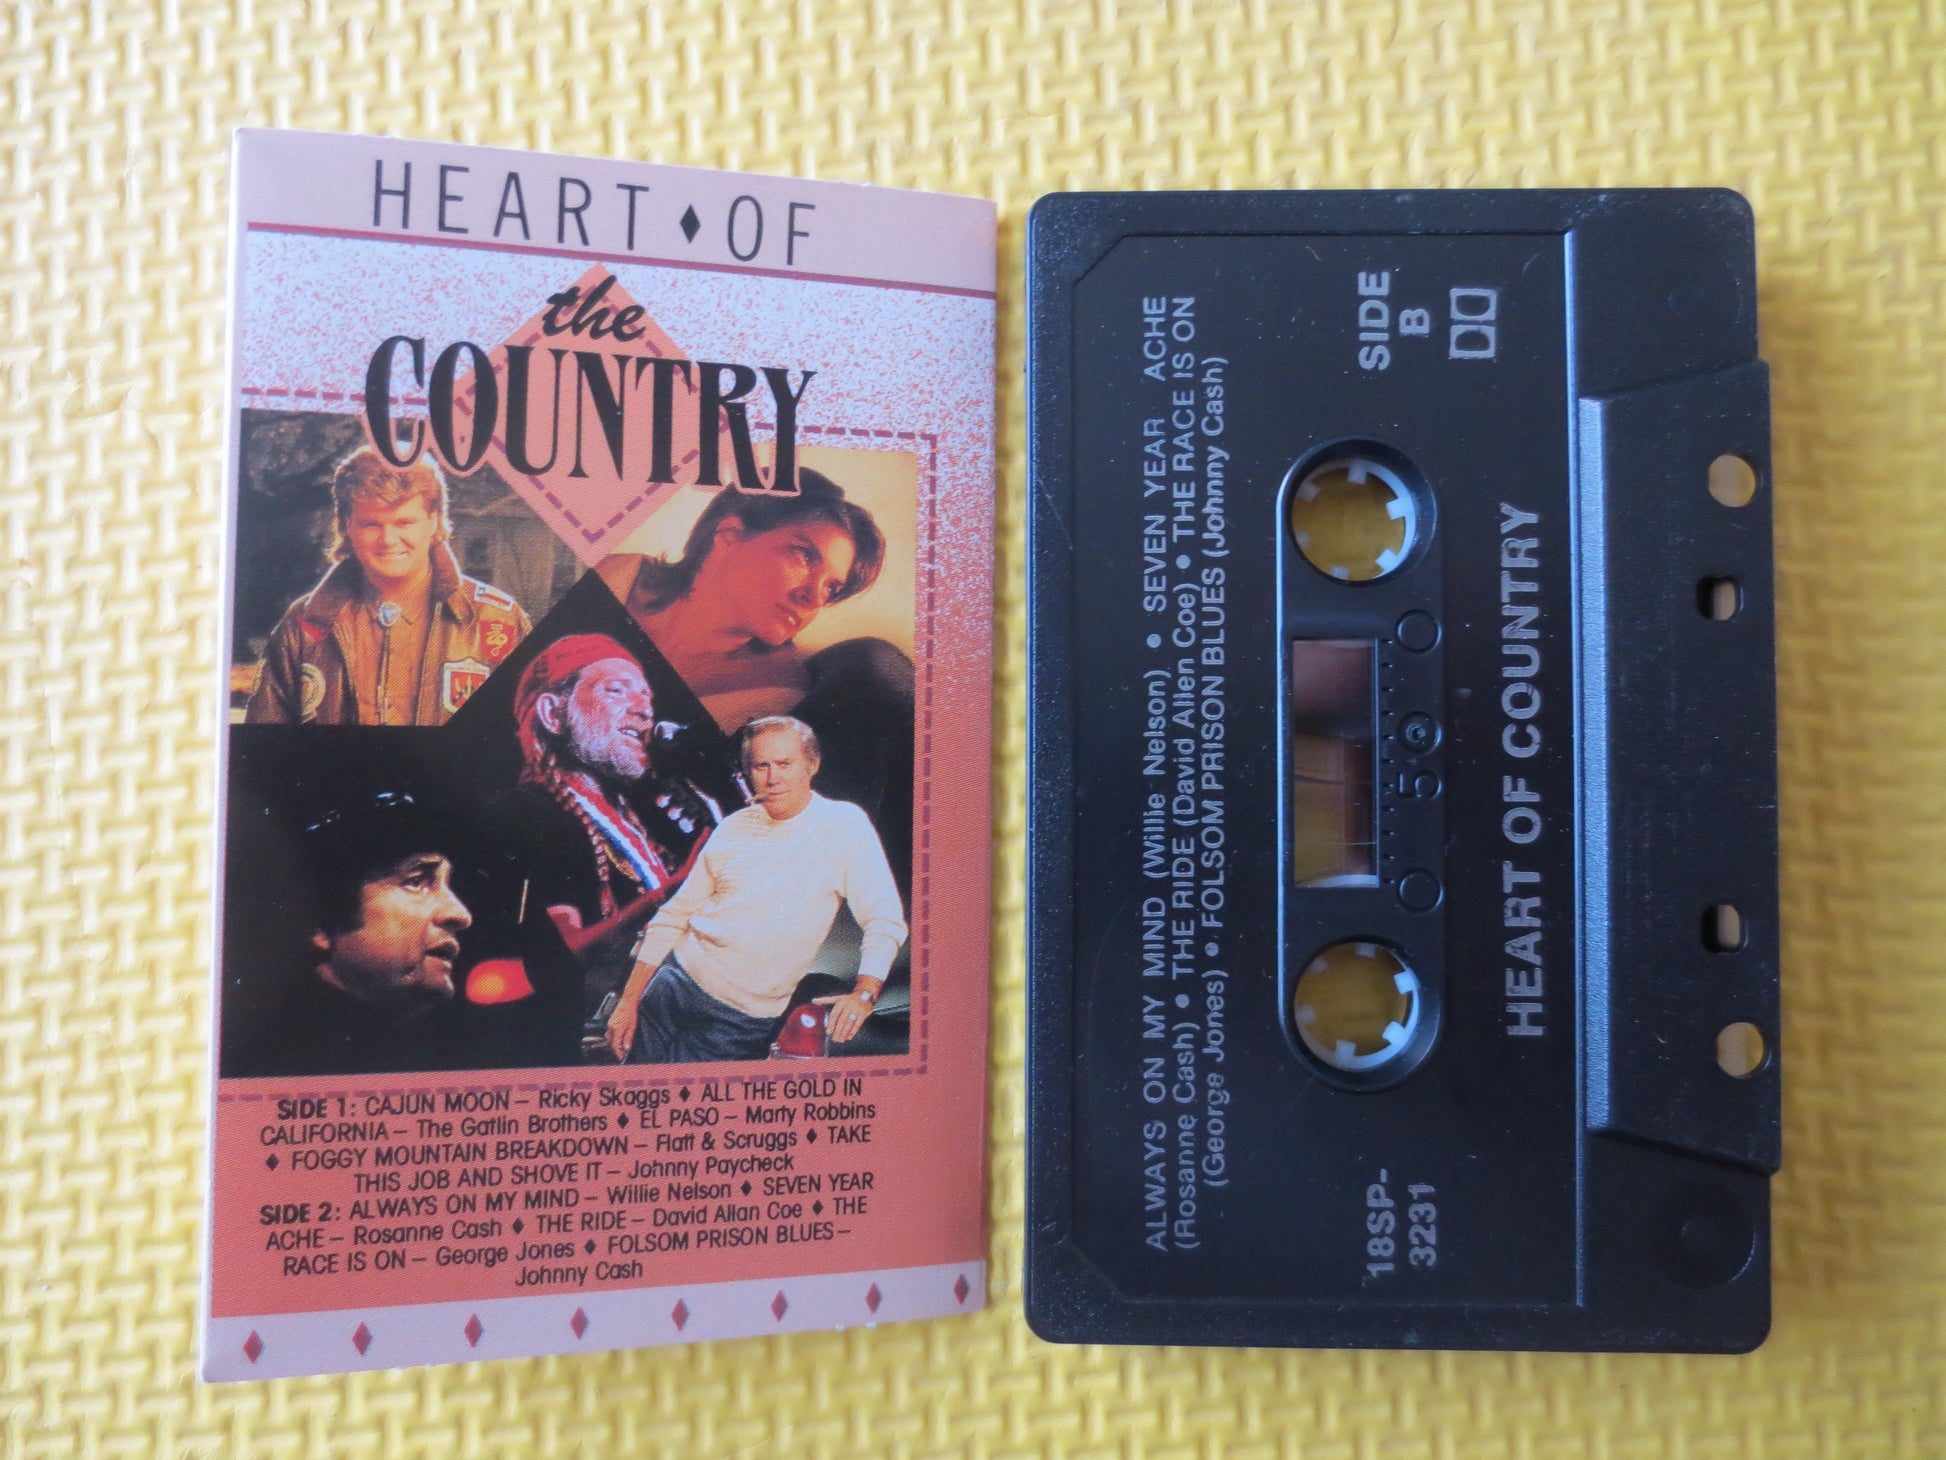 HEART ♦ OF
the
COUNTRY
SIDE 1: CAJUN MOON – Ricky Skaggs ♦ ALL THE GOLD IN
CALIFORNIA – The Gatlin Brothers ♦ EL PASO – Marty Robbins
♦ FOGGY MOUNTAIN BREAKDOWN – Flatt & Scruggs ♦ TAKE
THIS JOB AND SHOVE IT – Johnny Paycheck
SIDE 2: ALWAYS ON MY MIND – Willie Nelson ♦ SEVEN YEAR
ACHE – Rosanne Cash ♦ THE RIDE – David Allan Coe ♦ THE
RACE IS ON – George Jones ♦ FOLSOM PRISON BLUES –
Johnny Cash
ALWAYS ON MY MIND (Willie Nelson) • SEVEN YEAR ACHE
(Rosanne Cash) • THE RIDE (David Allen Coe) • THE RACE IS ON
(George Jones) • FOLSOM PRISON BLUES (Johnny Cash)
SIDE
B
18SP-
3231
50
HEART OF COUNTRY